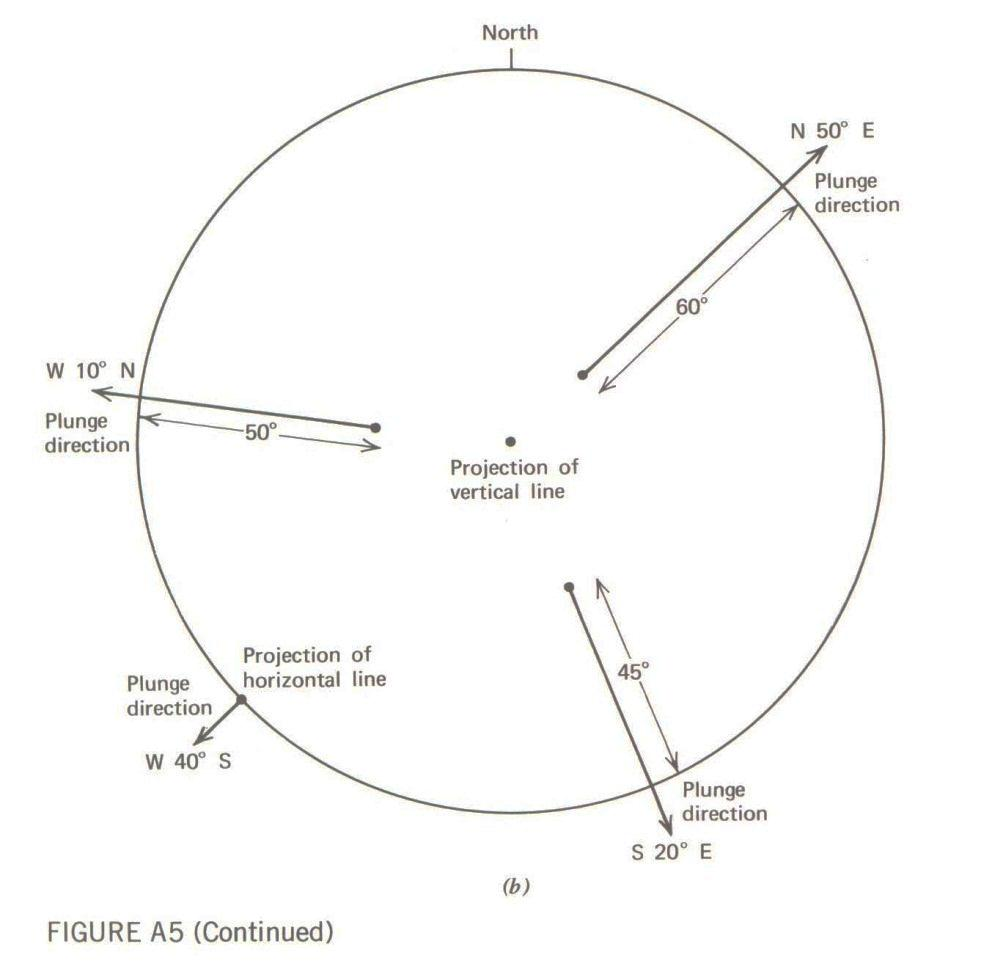 North
N 50° E
Plunge
direction
60°
W 10° N
Plunge
direction
50°
Projection of
vertical line
Projection of
horizontal line
Plunge
direction
W 40° S
45°
Plunge
direction
S 20° E
(b)
FIGURE A5 (Continued)